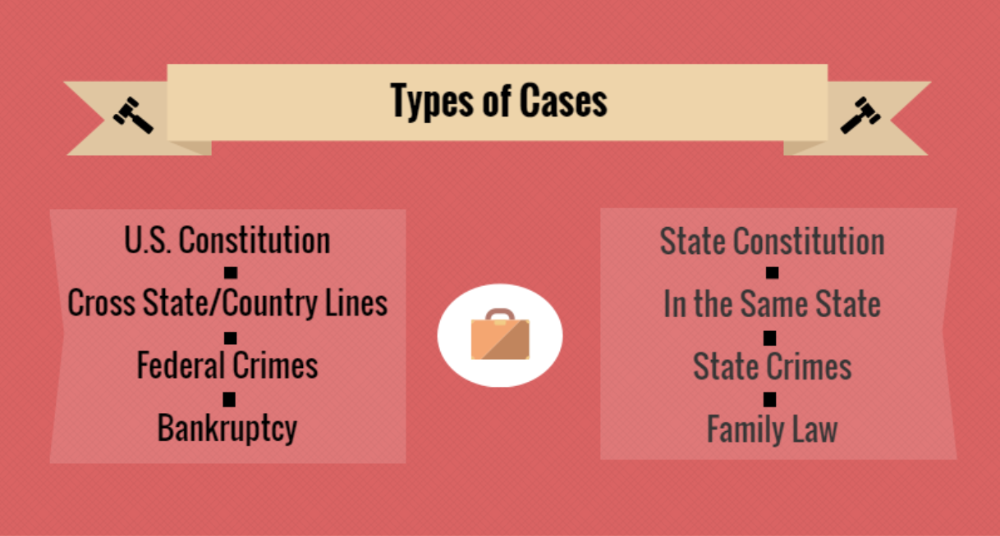 Types of Cases
U.S. Constitution
Cross State/Country Lines
Federal Crimes
Bankruptcy
State Constitution
In the Same State
State Crimes
Family Law